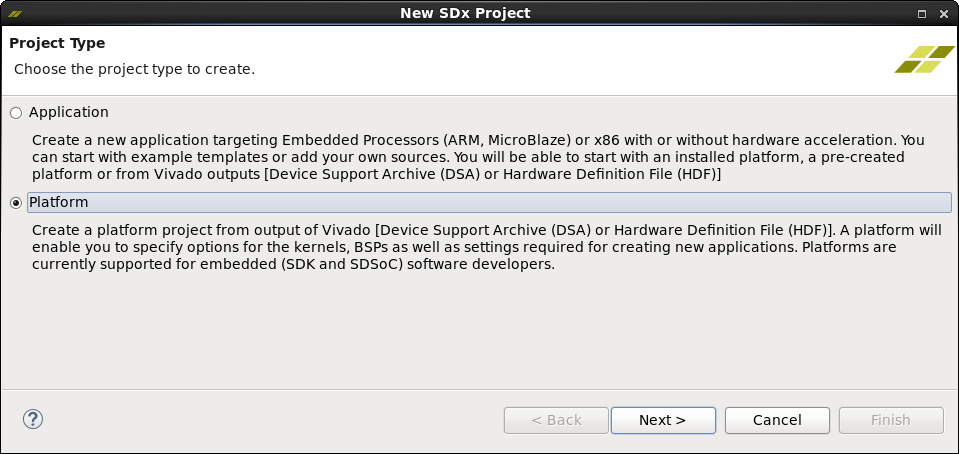 New SDx Project
Project Type
Choose the project type to create.
Application
Create a new application targeting Embedded Processors (ARM, MicroBlaze) or x86 with or without hardware acceleration. You
can start with example templates or add your own sources. You will be able to start with an installed platform, a pre-created
platform or from Vivado outputs [Device Support Archive (DSA) or Hardware Definition File (HDF)]
Platform
Create a platform project from output of Vivado [Device Support Archive (DSA) or Hardware Definition File (HDF)]. A platform will
enable you to specify options for the kernels, BSPs as well as settings required for creating new applications. Platforms are
currently supported for embedded (SDK and SDSoC) software developers.
? < Back Next > Cancel Finish